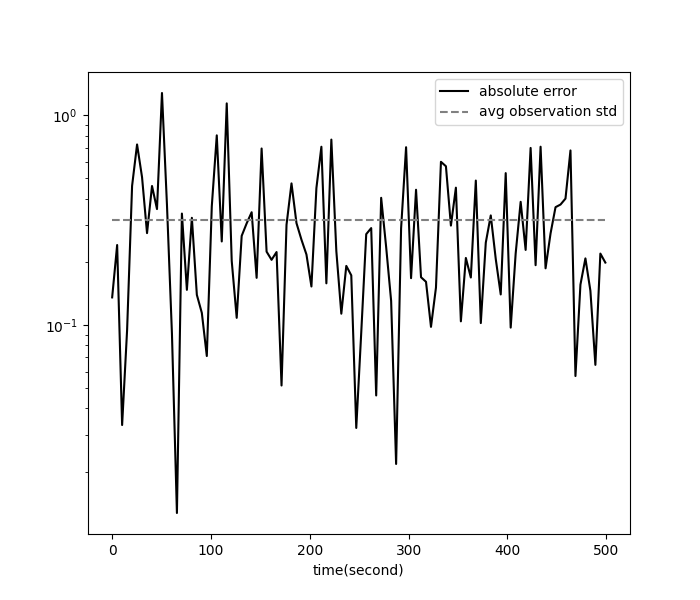 absolute error
avg observation std
10⁰
10⁻¹
0 100 200 300 400 500
time(second)